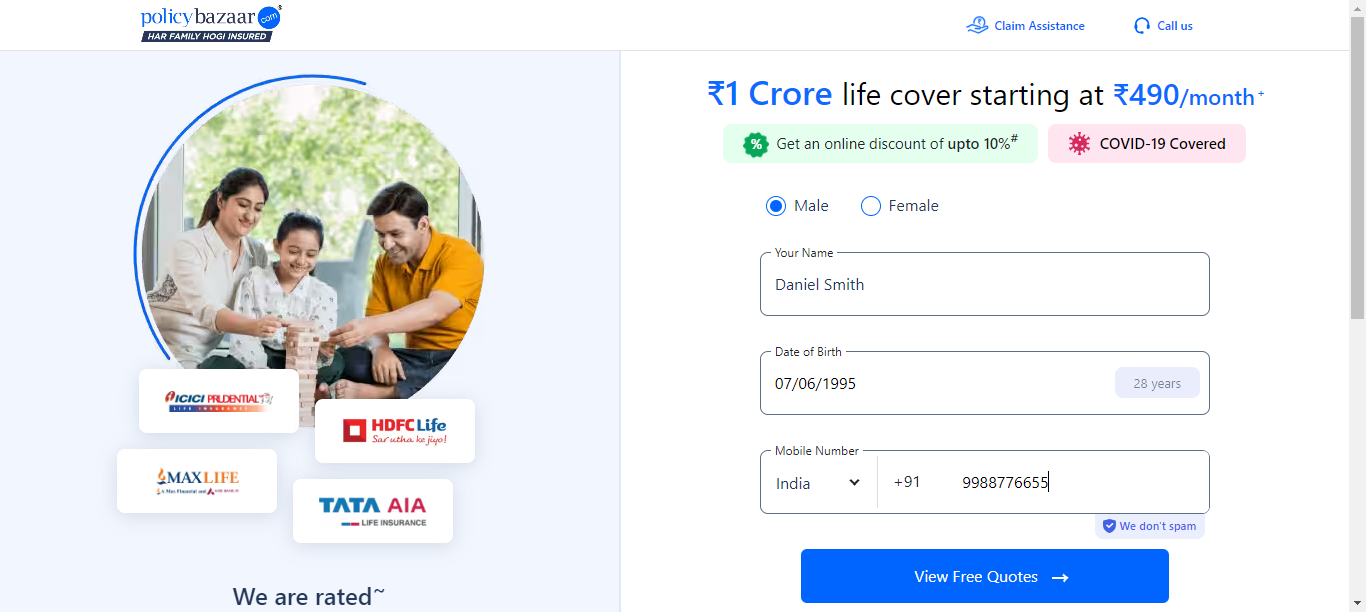 policybazaar.com
HAR FAMILY HOGI INSURED
Claim Assistance
Call us
₹1 Crore life cover starting at ₹490/month+
% Get an online discount of upto 10%#
COVID-19 Covered
Male
Female
Your Name
Daniel Smith
Date of Birth
07/06/1995
28 years
Mobile Number
India
+91
9988776655
We don't spam
View Free Quotes →
ICICI PRUDENTIAL
LIFE INSURANCE
HDFC Life
Sar utha ke jiyo!
MAX LIFE
TATA AIA
LIFE INSURANCE
We are rated~